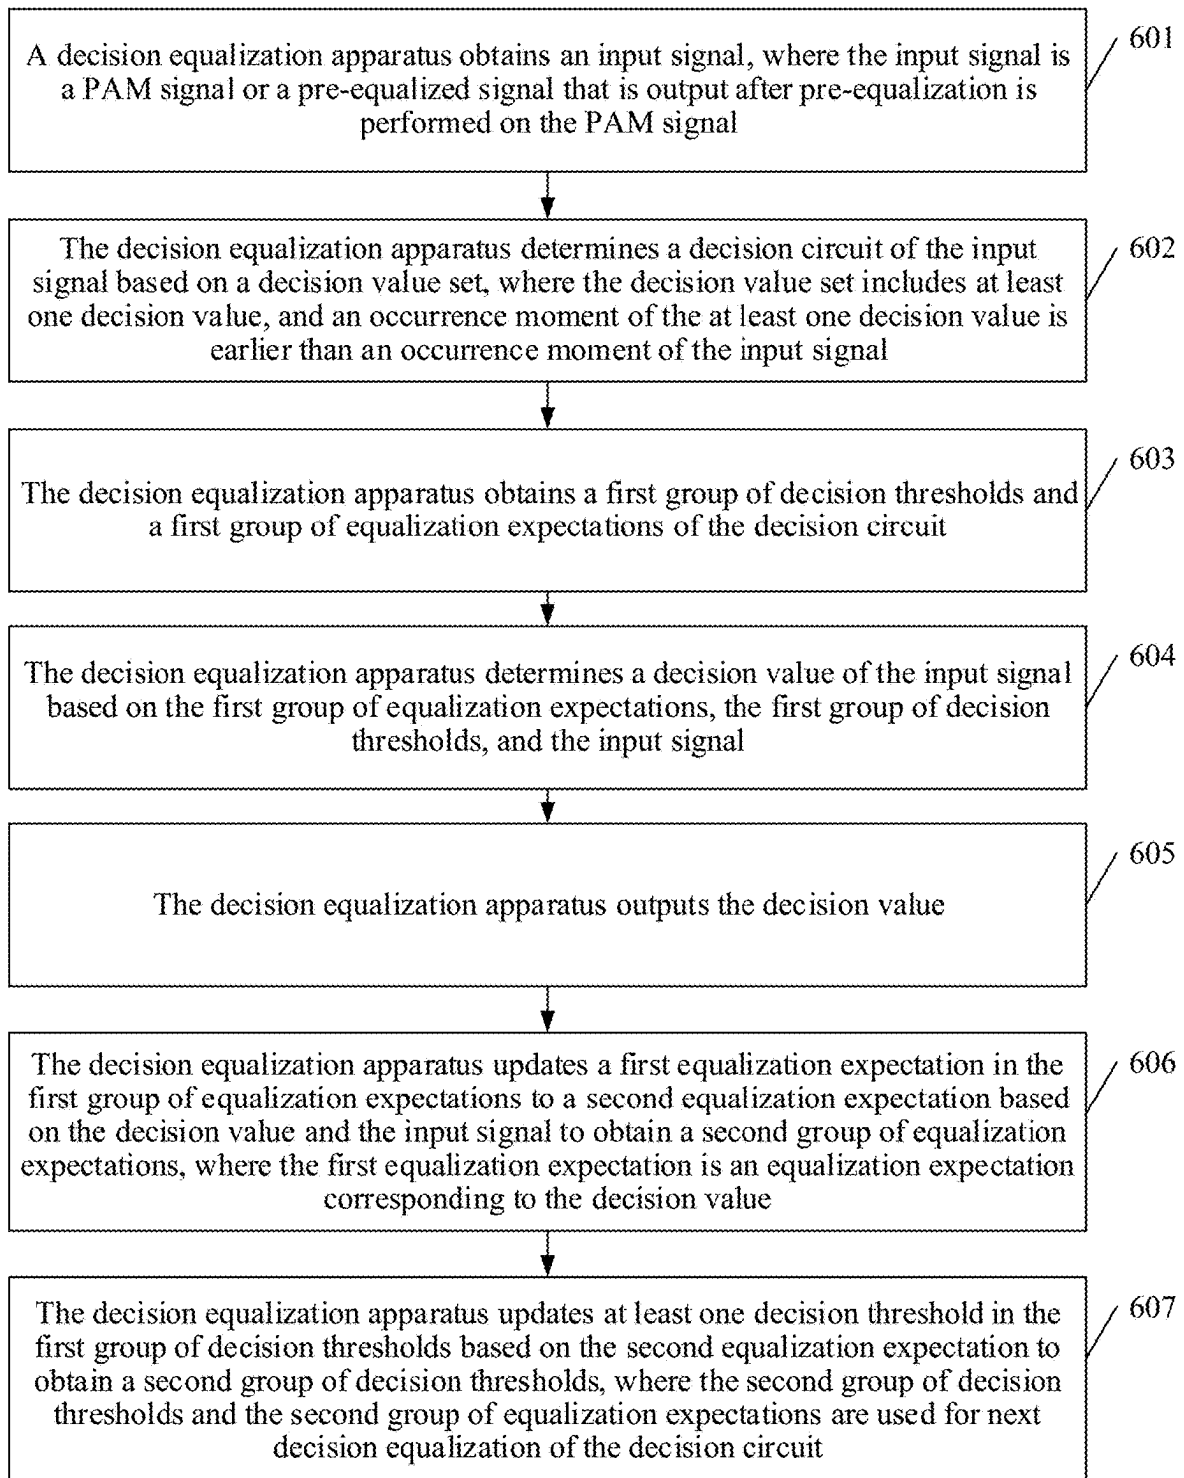 A decision equalization apparatus obtains an input signal, where the input signal is
a PAM signal or a pre-equalized signal that is output after pre-equalization is
performed on the PAM signal
601
The decision equalization apparatus determines a decision circuit of the input
signal based on a decision value set, where the decision value set includes at least
one decision value, and an occurrence moment of the at least one decision value is
earlier than an occurrence moment of the input signal
602
The decision equalization apparatus obtains a first group of decision thresholds and
a first group of equalization expectations of the decision circuit
603
The decision equalization apparatus determines a decision value of the input signal
based on the first group of equalization expectations, the first group of decision
thresholds, and the input signal
604
The decision equalization apparatus outputs the decision value
605
The decision equalization apparatus updates a first equalization expectation in the
first group of equalization expectations to a second equalization expectation based
on the decision value and the input signal to obtain a second group of equalization
expectations, where the first equalization expectation is an equalization expectation
corresponding to the decision value
606
The decision equalization apparatus updates at least one decision threshold in the
first group of decision thresholds based on the second equalization expectation to
obtain a second group of decision thresholds, where the second group of decision
thresholds and the second group of equalization expectations are used for next
decision equalization of the decision circuit
607